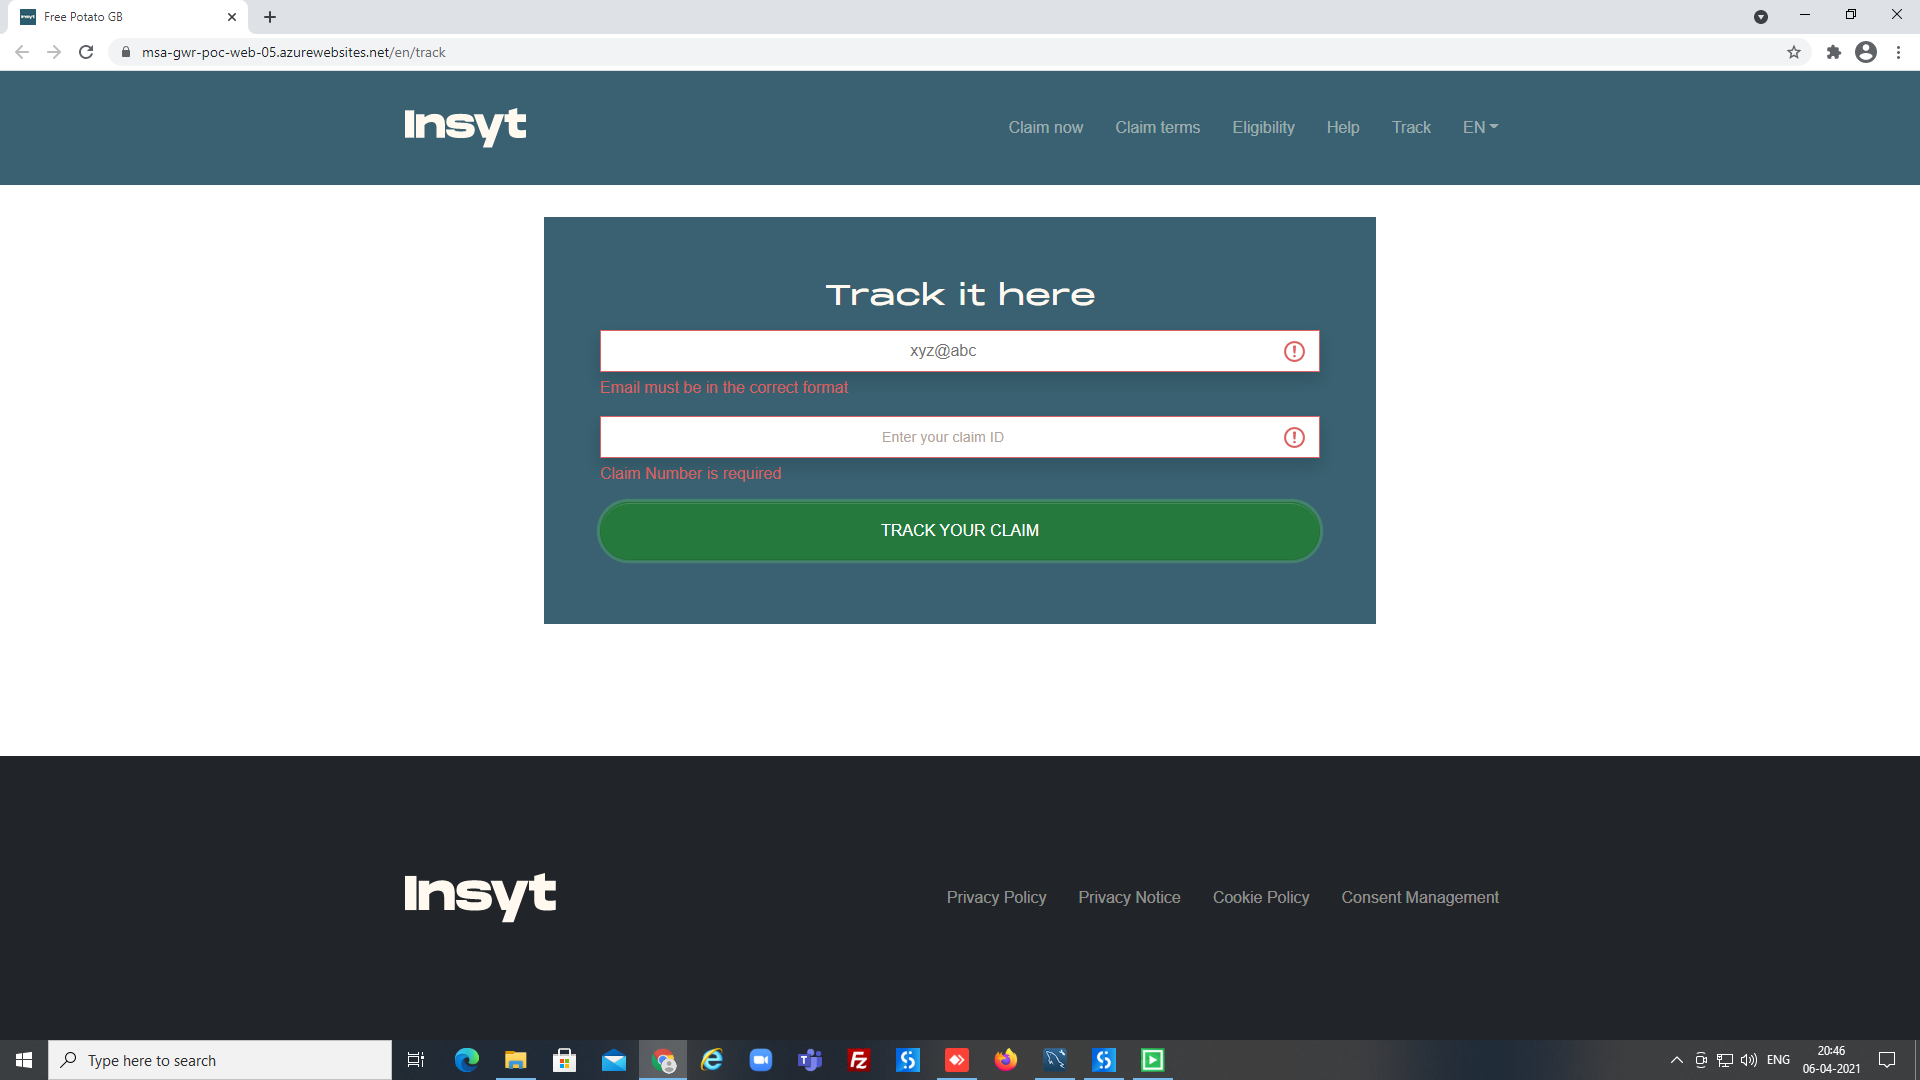 Free Potato GB
msa-gwr-poc-web-05.azurewebsites.net/en/track
Insyt
Claim now Claim terms Eligibility Help Track EN
Track it here
xyz@abc
Email must be in the correct format
Enter your claim ID
Claim Number is required
TRACK YOUR CLAIM
Insyt
Privacy Policy Privacy Notice Cookie Policy Consent Management
Type here to search
ENG
20:46
06-04-2021